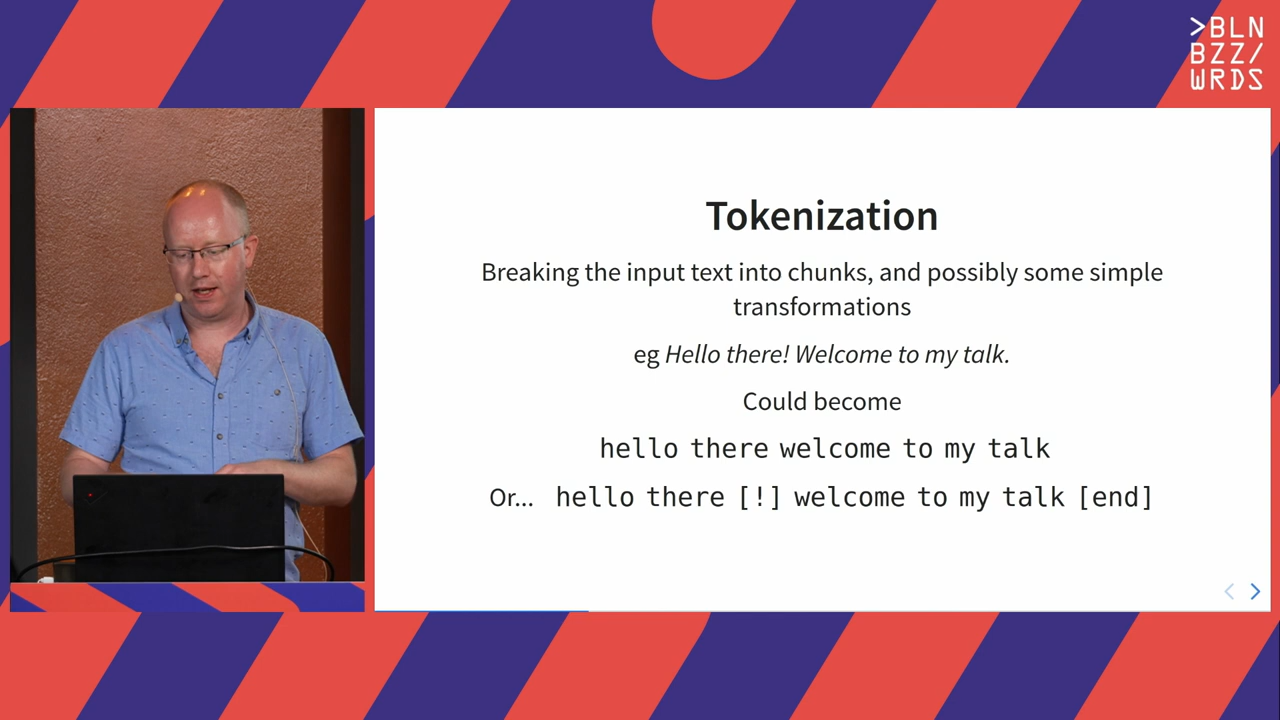 >BLN
BZZ/
WRDS
Tokenization
Breaking the input text into chunks, and possibly some simple
transformations
eg Hello there! Welcome to my talk.
Could become
hello there welcome to my talk
Or... hello there [!] welcome to my talk [end]